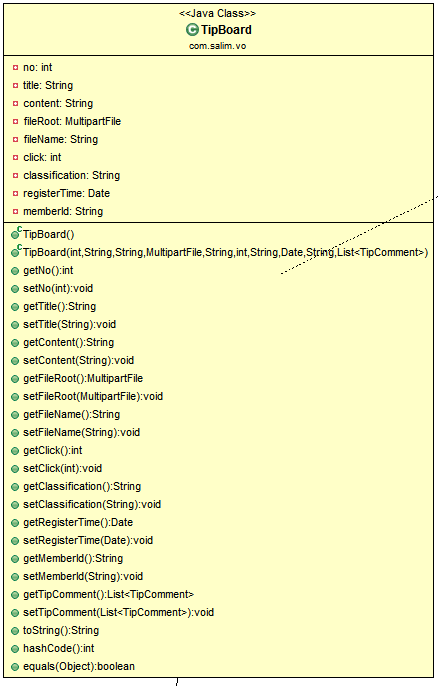 <<Java Class>>
TipBoard
com.salim.vo
no: int
title: String
content: String
fileRoot: MultipartFile
fileName: String
click: int
classification: String
registerTime: Date
memberId: String
TipBoard()
TipBoard(int,String,String,MultipartFile,String,int,String,Date,String,List<TipComment>)
getNo():int
setNo(int):void
getTitle():String
setTitle(String):void
getContent():String
setContent(String):void
getFileRoot():MultipartFile
setFileRoot(MultipartFile):void
getFileName():String
setFileName(String):void
getClick():int
setClick(int):void
getClassification():String
setClassification(String):void
getRegisterTime():Date
setRegisterTime(Date):void
getMemberId():String
setMemberId(String):void
getTipComment():List<TipComment>
setTipComment(List<TipComment>):void
toString():String
hashCode():int
equals(Object):boolean